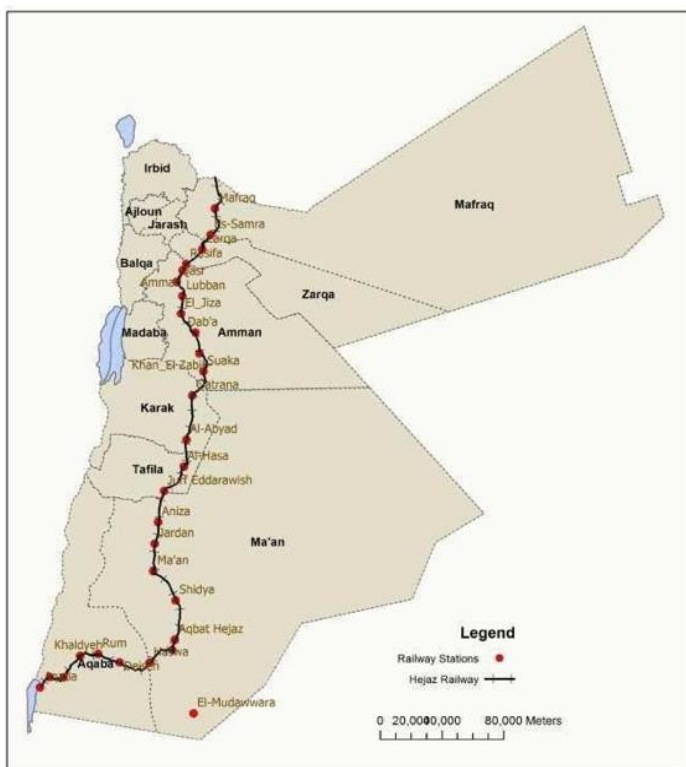 Irbid
Mafraq
Ajloun
Jarash
Es-Samra
Mafraq
Zarqa
Rusifa
Balqa
Qasr
Amman
Lubban
Zarqa
El_Jiza
Dab'a
Madaba
Amman
Suaka
Khan_El-Zabib
Qatrana
Karak
Al-Abyad
Al-Hasa
Tafila
Jurf Eddarawish
Aniza
Jardan
Ma'an
Ma'an
Shidya
Aqbat Hejaz
Khaldyeh
Rum
Aqaba
El-Mudawwara
Legend
Railway Stations
Hejaz Railway
0 20,000 40,000 80,000 Meters